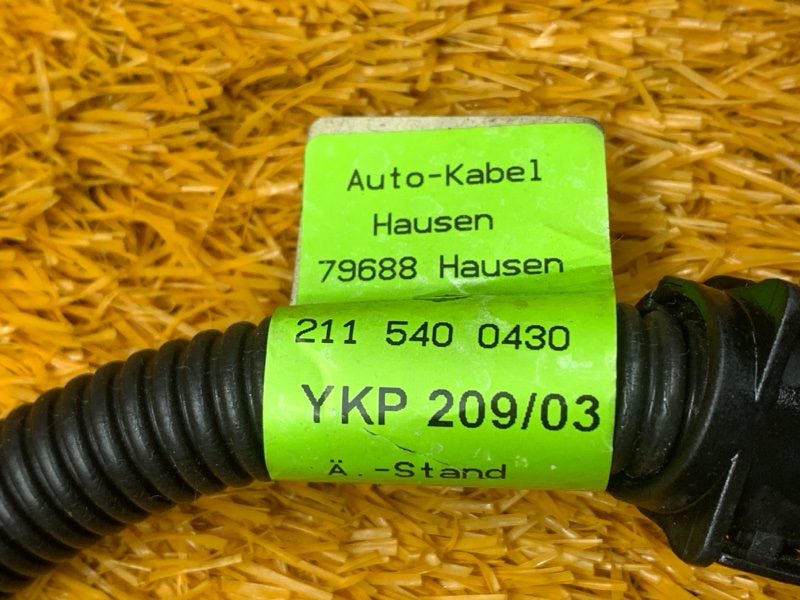 Auto-Kabel
Hausen
79688 Hausen
211 540 0430
YKP 209/03
Ä.-Stand